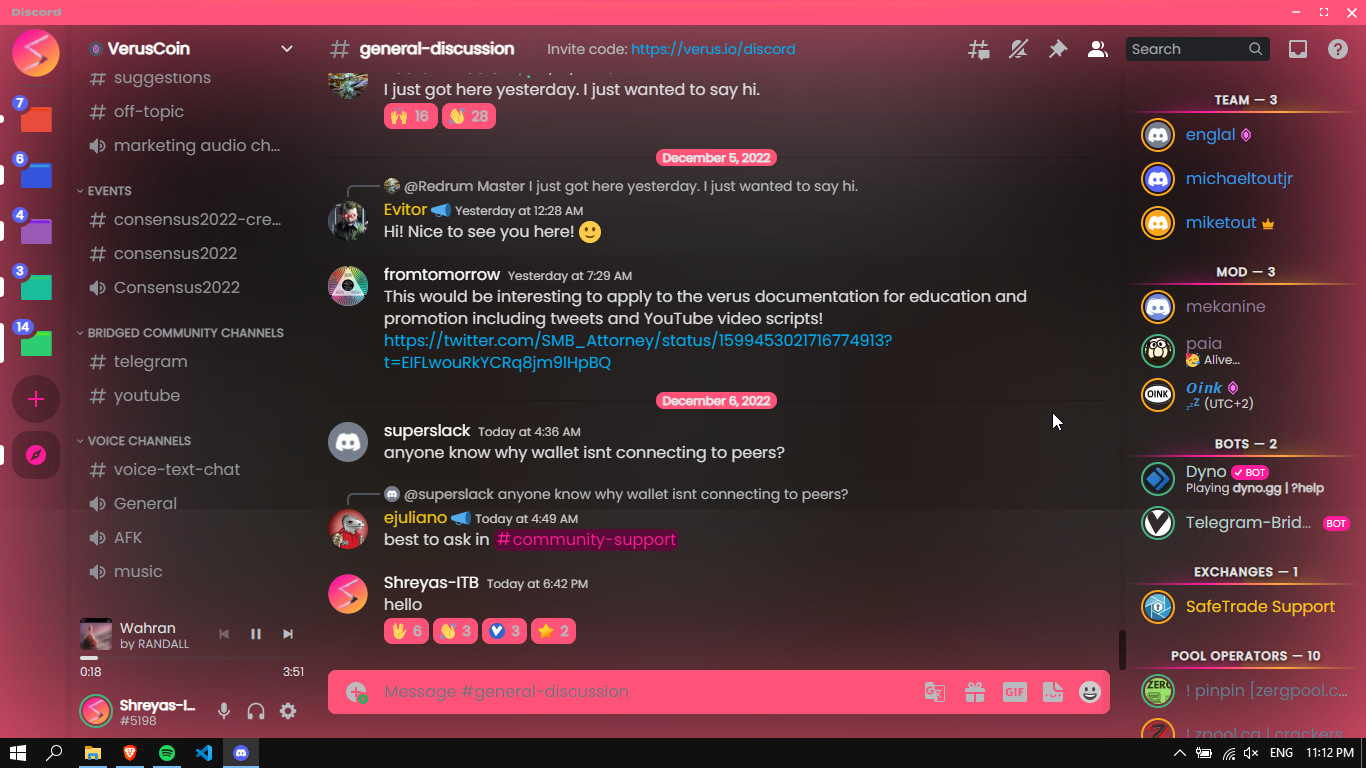 Discord
VerusCoin
# general-discussion
Invite code: https://verus.io/discord
Search
7
6
4
3
14
# suggestions
# off-topic
marketing audio ch...
EVENTS
# consensus2022-cre...
# consensus2022
Consensus2022
BRIDGED COMMUNITY CHANNELS
# telegram
# youtube
VOICE CHANNELS
# voice-text-chat
General
AFK
music
Wahran
by RANDALL
0:18
3:51
Shreyas-I...
#5198
I just got here yesterday. I just wanted to say hi.
16
28
December 5, 2022
@Redrum Master I just got here yesterday. I just wanted to say hi.
Evitor Yesterday at 12:28 AM
Hi! Nice to see you here!
fromtomorrow Yesterday at 7:29 AM
This would be interesting to apply to the verus documentation for education and
promotion including tweets and YouTube video scripts!
https://twitter.com/SMB_Attorney/status/1599453021716774913?
t=EIFLwouRkYCRq8jm9lHpBQ
December 6, 2022
superslack Today at 4:36 AM
anyone know why wallet isnt connecting to peers?
@superslack anyone know why wallet isnt connecting to peers?
ejuliano Today at 4:49 AM
best to ask in #community-support
Shreyas-ITB Today at 6:42 PM
hello
6
3
3
2
Message #general-discussion
GIF
TEAM — 3
englal
michaeltoutjr
miketout
MOD — 3
mekanine
paia
Alive...
OINK
Oink
(UTC+2)
BOTS — 2
Dyno BOT
Playing dyno.gg | ?help
Telegram-Brid... BOT
EXCHANGES — 1
SafeTrade Support
POOL OPERATORS — 10
ZERG
! pinpin [zergpool.c...
! zpool.ca | crackers
ENG
11:12 PM